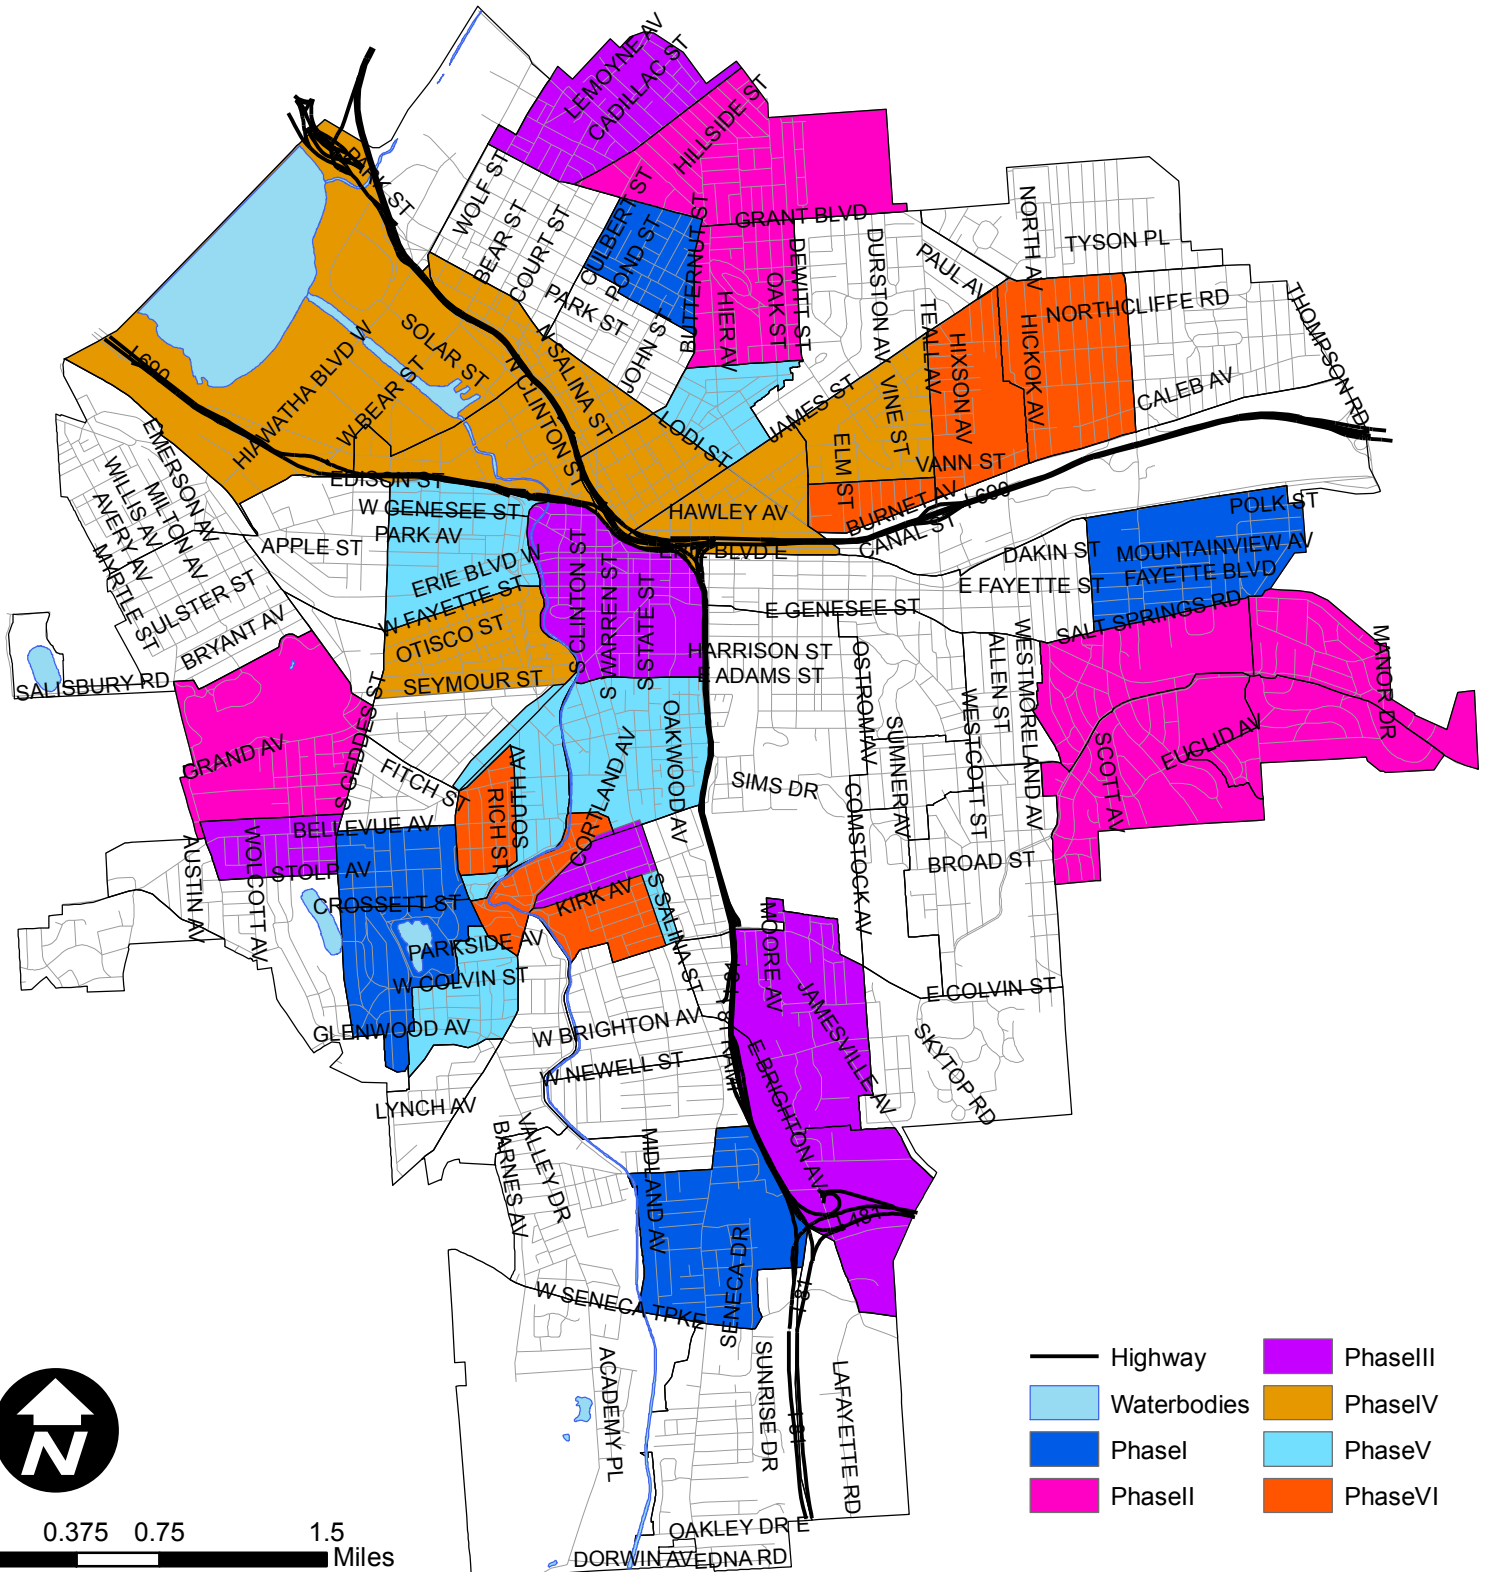 LEMOYNE AV
CADILLAC ST
HILLSIDE ST
PARK ST
WOLF ST
BEAR ST
COURT ST
CULBERT ST
POND ST
BUTTERNUT ST
GRANT BLVD
NORTH AV
TYSON PL
PARK ST
JOHN S
HIER AV
OAK ST
DEWITT ST
DURSTON AV
PAUL AV
TEALL AV
HIXSON AV
HICKOK AV
NORTHCLIFFE RD
THOMPSON RD
CALEB AV
I 690
HIAWATHA BLVD W
SOLAR ST
W BEAR ST
N SALINA ST
N CLINTON ST
LODI ST
JAMES ST
VINE ST
ELM ST
VANN ST
EMERSON AV
WILLIS AV
MILTON AV
AVERY AV
MYRTLE ST
EDISON ST
W GENESEE ST
PARK AV
APPLE ST
HAWLEY AV
BURNET AV
I 690
CANAL ST
ERIE BLVD E
POLK ST
DAKIN ST
MOUNTAINVIEW AV
E FAYETTE ST
FAYETTE BLVD
ERIE BLVD W
W FAYETTE ST
ULSTER ST
BRYANT AV
OTISCO ST
SEYMOUR ST
S CLINTON ST
S WARREN ST
S STATE ST
E GENESEE ST
HARRISON ST
E ADAMS ST
SALT SPRINGS RD
SALISBURY RD
GRAND AV
S GEDDES ST
FITCH ST
SOUTH AV
RICH ST
CORTLAND AV
OAKWOOD AV
SIMS DR
OSTROM AV
SUMNER AV
WESTCOTT ST
ALLEN ST
WESTMORELAND AV
SCOTT AV
EUCLID AV
MANOR DR
COMSTOCK AV
BROAD ST
BELLEVUE AV
STOLP AV
WOLCOTT AV
AUSTIN AV
CROSSETT ST
PARKSIDE AV
KIRK AV
S SALINA ST
W COLVIN ST
GLENWOOD AV
MOORE AV
JAMESVILLE AV
E COLVIN ST
SKYTOP RD
W BRIGHTON AV
W NEWELL ST
E BRIGHTON AV
LYNCH AV
VALLEY DR
BARNES AV
MIDLAND AV
SENECA DR
W SENECA TPKE
I 481
I 81
ACADEMY PL
SUNRISE DR
I 81
LAFAYETTE RD
OAKLEY DR E
DORWIN AV
EDNA RD
Highway
Waterbodies
PhaseI
PhaseII
PhaseIII
PhaseIV
PhaseV
PhaseVI
N
0.375 0.75 1.5
Miles